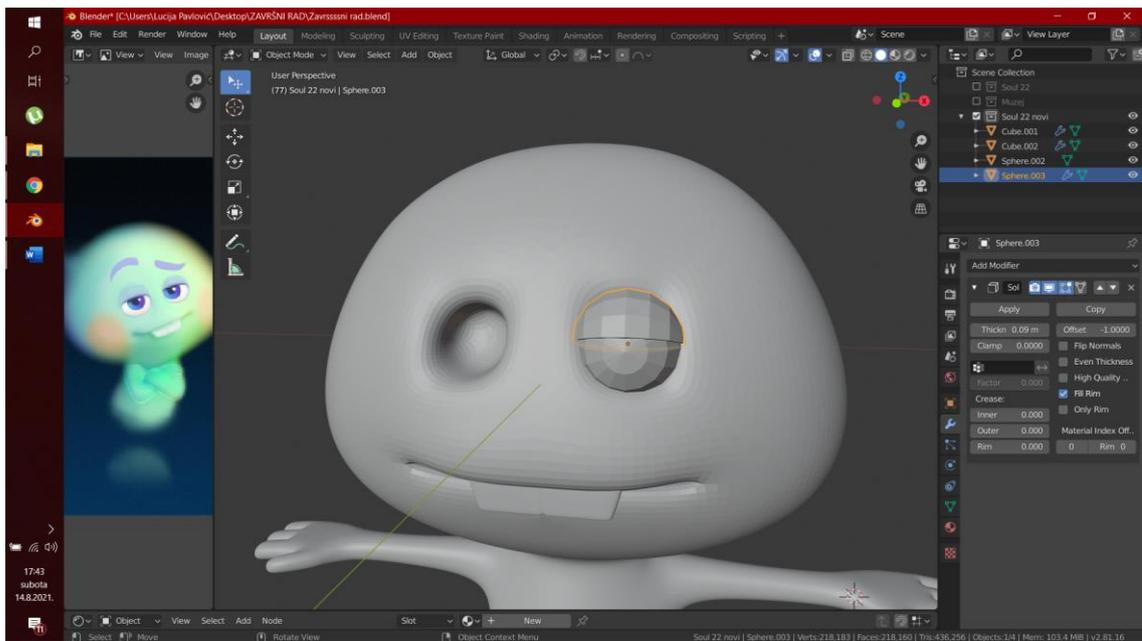 Blender* [C:\Users\Lucija Pavlović\Desktop\ZAVRŠNI RAD\Zavrssssni rad.blend]
File Edit Render Window Help Layout Modeling Sculpting UV Editing Texture Paint Shading Animation Rendering Compositing Scripting + Scene View Layer
View View Image Object Mode View Select Add Object Global
User Perspective
(77) Soul 22 novi | Sphere.003
Z
X
Scene Collection
Soul 22
Muzej
Soul 22 novi
Cube.001
Cube.002
Sphere.002
Sphere.003
Sphere.003
Add Modifier
Sol
Apply Copy
Thickn 0.09 m Offset -1.0000
Clamp 0.0000 Flip Normals
Even Thickness
High Quality ..
Factor 0.000
Fill Rim
Crease:
Only Rim
Inner 0.000
Outer 0.000 Material Index Off..
Rim 0.000 0 Rim 0
17:43
subota
14.8.2021.
11
Object View Select Add Node Slot New
Select Move Rotate View Object Context Menu Soul 22 novi | Sphere.003 | Verts:218,183 | Faces:218,160 | Tris:436,256 | Objects:1/4 | Mem: 103.4 MiB | v2.81.16